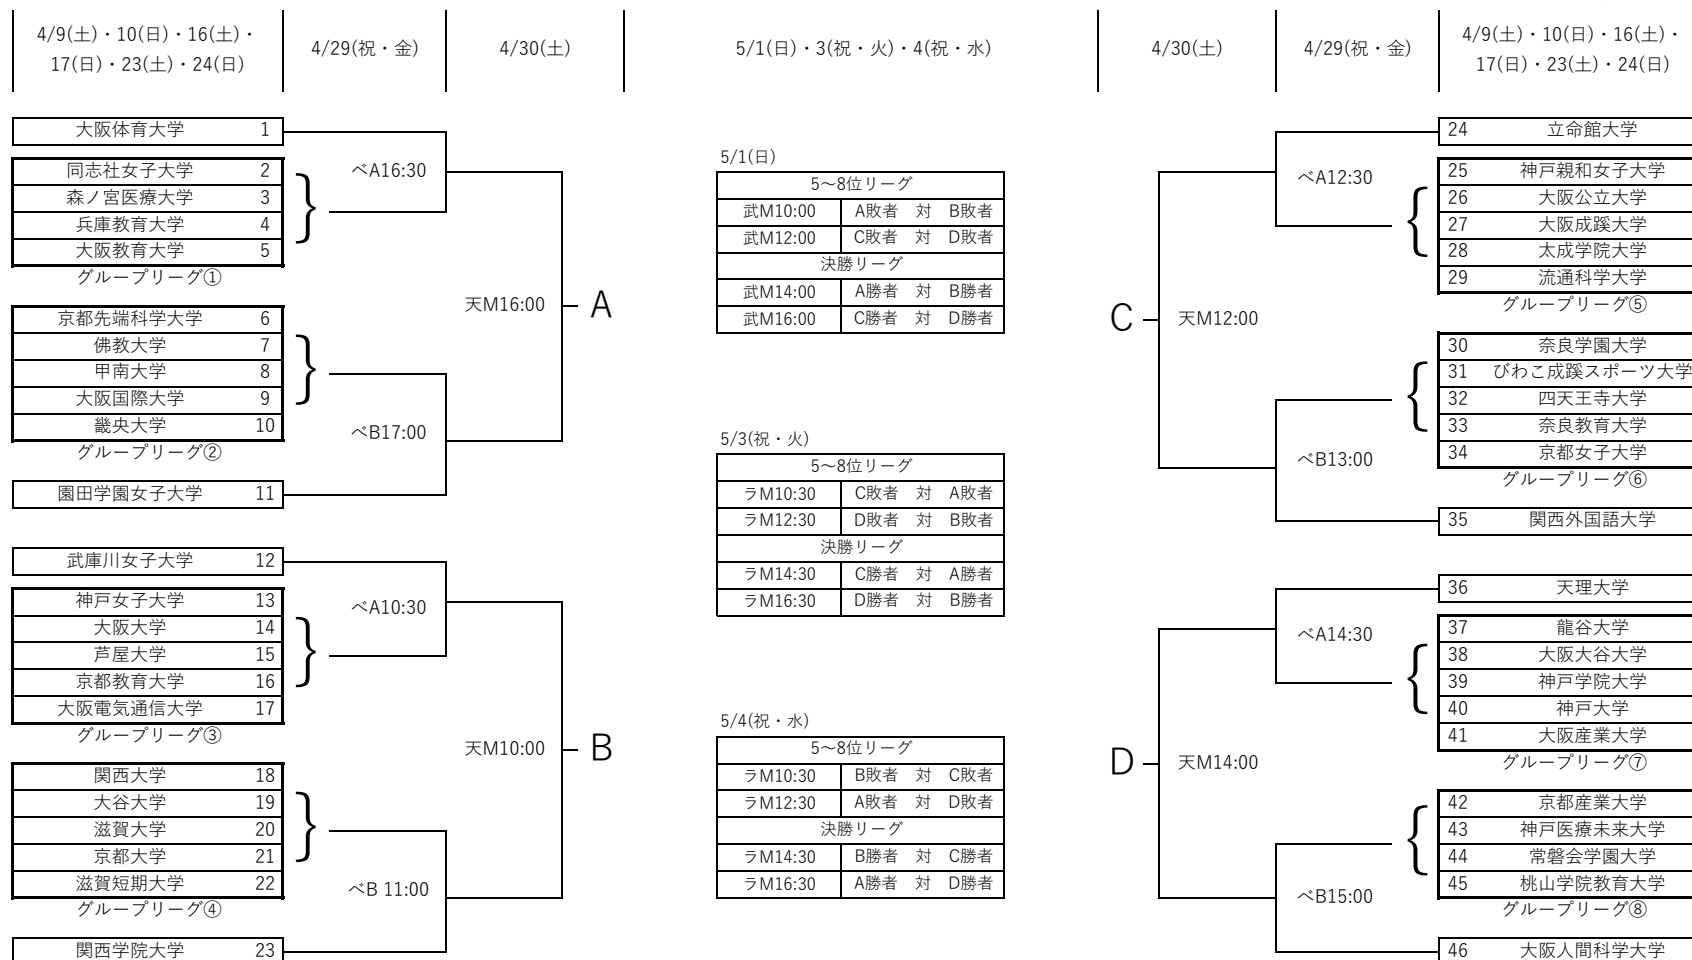 4/9(土)・10(日)・16(土)・
17(日)・23(土)・24(日)
4/29(祝・金)
4/30(土)
5/1(日)・3(祝・火)・4(祝・水)
4/30(土)
4/29(祝・金)
4/9(土)・10(日)・16(土)・
17(日)・23(土)・24(日)
大阪体育大学 1
同志社女子大学 2
森ノ宮医療大学 3
兵庫教育大学 4
大阪教育大学 5
グループリーグ①
京都先端科学大学 6
佛教大学 7
甲南大学 8
大阪国際大学 9
畿央大学 10
グループリーグ②
園田学園女子大学 11
武庫川女子大学 12
神戸女子大学 13
大阪大学 14
芦屋大学 15
京都教育大学 16
大阪電気通信大学 17
グループリーグ③
関西大学 18
大谷大学 19
滋賀大学 20
京都大学 21
滋賀短期大学 22
グループリーグ④
関西学院大学 23
べA16:30
べB17:00
べA10:30
べB 11:00
天M16:00
天M10:00
A
B
5/1(日)
5～8位リーグ
武M10:00 A敗者 対 B敗者
武M12:00 C敗者 対 D敗者
決勝リーグ
武M14:00 A勝者 対 B勝者
武M16:00 C勝者 対 D勝者
5/3(祝・火)
5～8位リーグ
ラM10:30 C敗者 対 A敗者
ラM12:30 D敗者 対 B敗者
決勝リーグ
ラM14:30 C勝者 対 A勝者
ラM16:30 D勝者 対 B勝者
5/4(祝・水)
5～8位リーグ
ラM10:30 B敗者 対 C敗者
ラM12:30 A敗者 対 D敗者
決勝リーグ
ラM14:30 B勝者 対 C勝者
ラM16:30 A勝者 対 D勝者
C
D
天M12:00
天M14:00
べA12:30
べB13:00
べA14:30
べB15:00
24 立命館大学
25 神戸親和女子大学
26 大阪公立大学
27 大阪成蹊大学
28 太成学院大学
29 流通科学大学
グループリーグ⑤
30 奈良学園大学
31 びわこ成蹊スポーツ大学
32 四天王寺大学
33 奈良教育大学
34 京都女子大学
グループリーグ⑥
35 関西外国語大学
36 天理大学
37 龍谷大学
38 大阪大谷大学
39 神戸学院大学
40 神戸大学
41 大阪産業大学
グループリーグ⑦
42 京都産業大学
43 神戸医療未来大学
44 常磐会学園大学
45 桃山学院教育大学
グループリーグ⑧
46 大阪人間科学大学